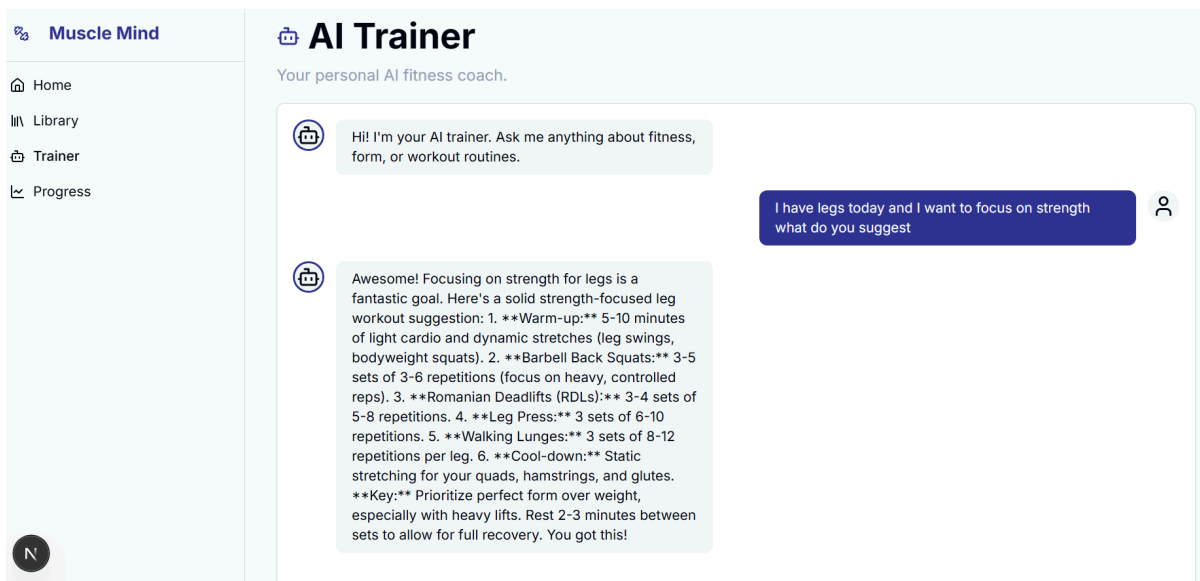 Muscle Mind
Home
Library
Trainer
Progress
N
AI Trainer
Your personal AI fitness coach.
Hi! I'm your AI trainer. Ask me anything about fitness,
form, or workout routines.
I have legs today and I want to focus on strength
what do you suggest
Awesome! Focusing on strength for legs is a
fantastic goal. Here's a solid strength-focused leg
workout suggestion: 1. **Warm-up:** 5-10 minutes
of light cardio and dynamic stretches (leg swings,
bodyweight squats). 2. **Barbell Back Squats:** 3-5
sets of 3-6 repetitions (focus on heavy, controlled
reps). 3. **Romanian Deadlifts (RDLs):** 3-4 sets of
5-8 repetitions. 4. **Leg Press:** 3 sets of 6-10
repetitions. 5. **Walking Lunges:** 3 sets of 8-12
repetitions per leg. 6. **Cool-down:** Static
stretching for your quads, hamstrings, and glutes.
**Key:** Prioritize perfect form over weight,
especially with heavy lifts. Rest 2-3 minutes between
sets to allow for full recovery. You got this!